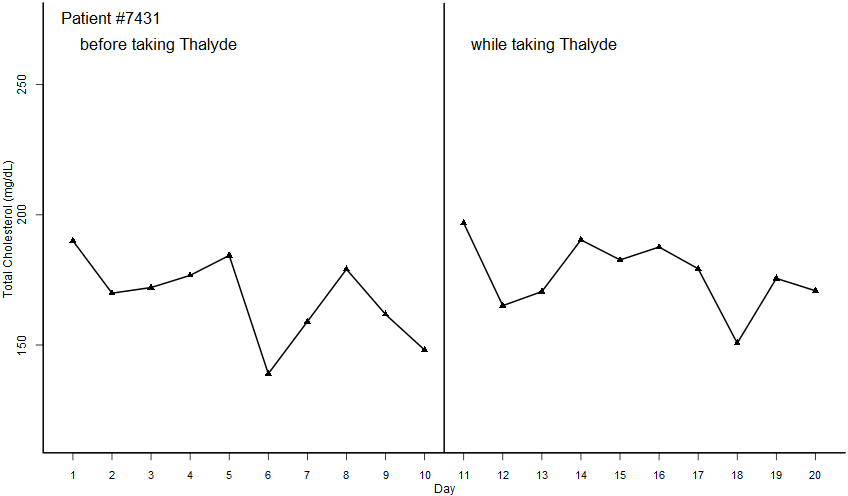 Patient #7431
before taking Thalyde
while taking Thalyde
Total Cholesterol (mg/dL)
250
200
150
1 2 3 4 5 6 7 8 9 10 11 12 13 14 15 16 17 18 19 20
Day